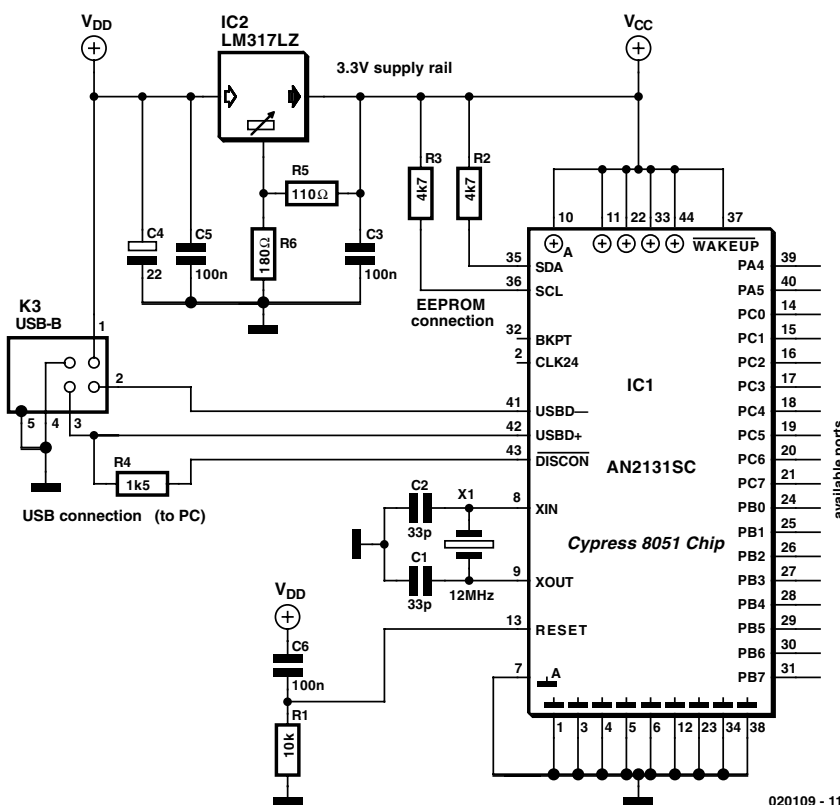 VDD
IC2
LM317LZ
3.3V supply rail
VCC
R3
4k7
R2
4k7
R5
110Ω
R6
180Ω
C4
22
C5
100n
C3
100n
10
11
22
33
44
37
A
WAKEUP
35
SDA
36
SCL
EEPROM
connection
32
BKPT
2
CLK24
K3
USB-B
1
2
5
4
3
41
USBD—
42
USBD+
43
DISCON
R4
1k5
USB connection (to PC)
IC1
AN2131SC
Cypress 8051 Chip
C2
33p
C1
33p
X1
12MHz
8
XIN
9
XOUT
VDD
C6
100n
R1
10k
13
RESET
7
A
PA4
39
PA5
40
PC0
14
PC1
15
PC2
16
PC3
17
PC4
18
PC5
19
PC6
20
PC7
21
PB0
24
PB1
25
PB2
26
PB3
27
PB4
28
PB5
29
PB6
30
PB7
31
available ports
1
3
4
5
6
12
23
34
38
020109 - 11